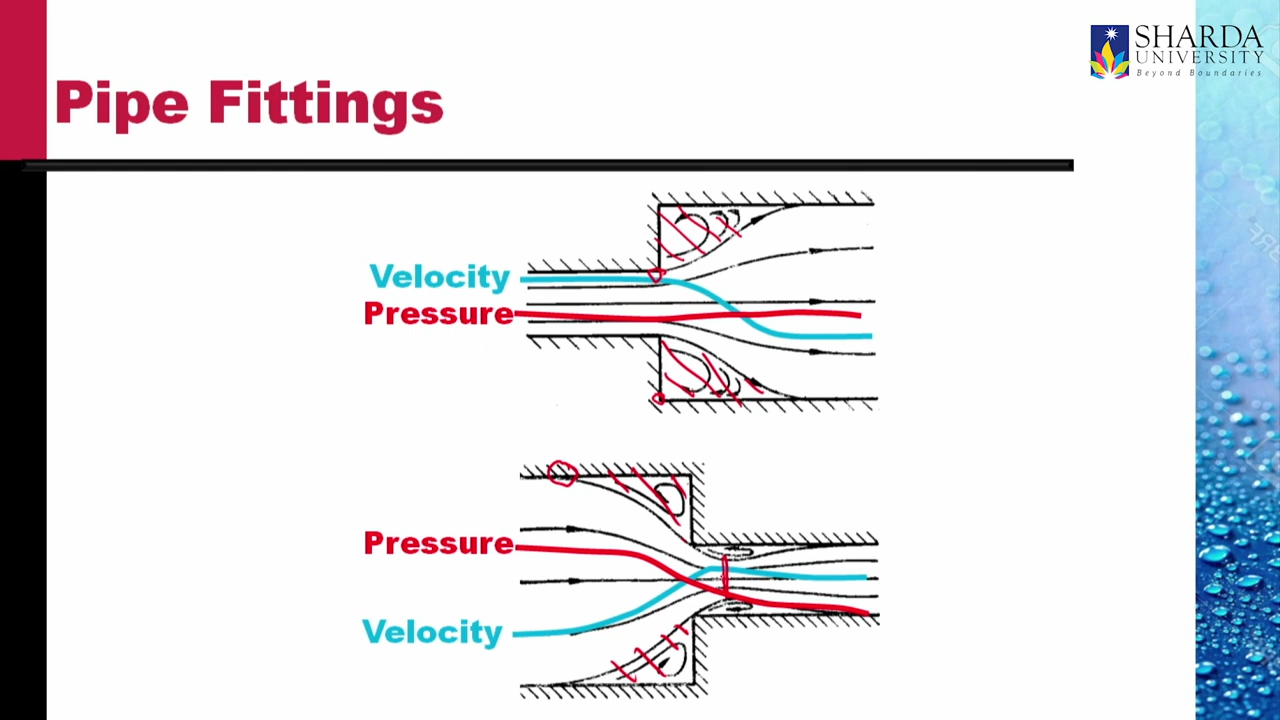 SHARDA
UNIVERSITY
Beyond Boundaries
Pipe Fittings
Velocity
Pressure
Pressure
Velocity